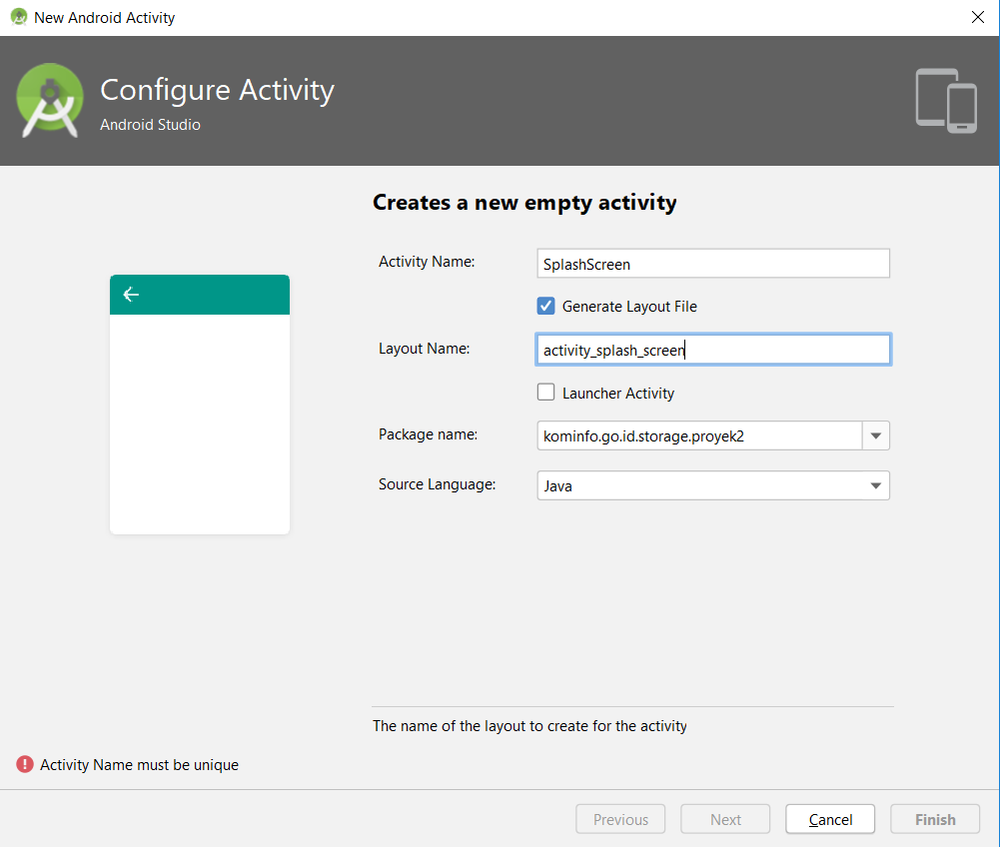 New Android Activity
Configure Activity
Android Studio
Creates a new empty activity
Activity Name:
SplashScreen
Generate Layout File
Layout Name:
activity_splash_screen
Launcher Activity
Package name:
kominfo.go.id.storage.proyek2
Source Language:
Java
The name of the layout to create for the activity
Activity Name must be unique
Previous
Next
Cancel
Finish